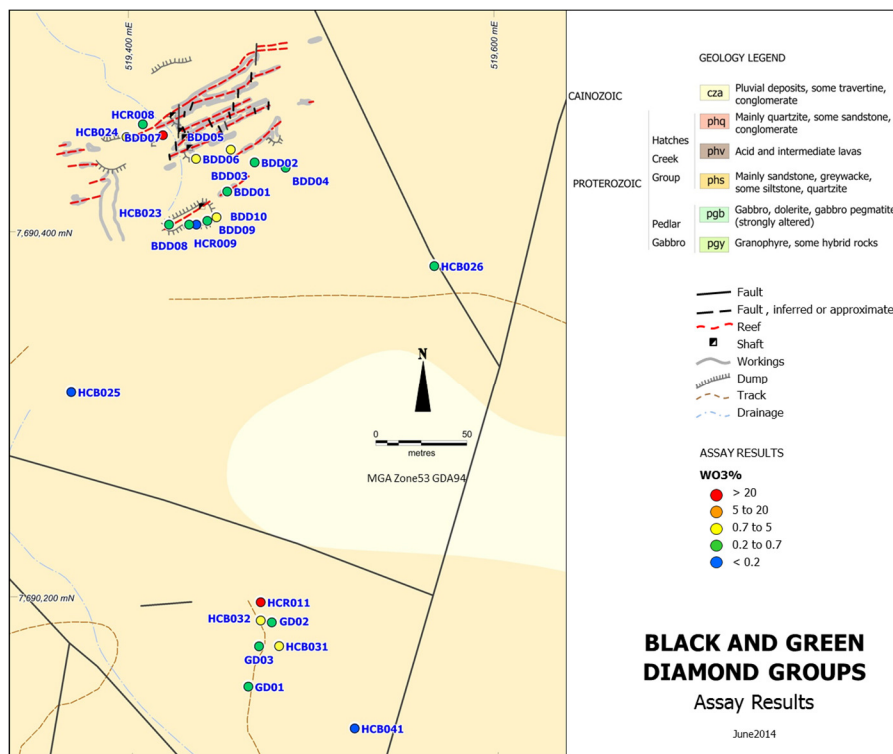 519,400 mE
519,600 mE
HCR008
HCB024
BDD07
BDD05
BDD06
BDD02
BDD03
BDD04
BDD01
HCB023
BDD10
BDD08
BDD09
HCR009
7,690,400 mN
HCB026
HCB025
N
0 50
metres
MGA Zone53 GDA94
7,690,200 mN
HCR011
HCB032
GD02
HCB031
GD03
GD01
HCB041
GEOLOGY LEGEND
CAINOZOIC
cza Pluvial deposits, some travertine,
conglomerate
PROTEROZOIC
Hatches
Creek
Group
phq Mainly quartzite, some sandstone,
conglomerate
phv Acid and intermediate lavas
phs Mainly sandstone, greywacke,
some siltstone, quartzite
Pedlar
Gabbro
pgb Gabbro, dolerite, gabbro pegmatite
(strongly altered)
pgy Granophyre, some hybrid rocks
Fault
Fault , inferred or approximate
Reef
Shaft
Workings
Dump
Track
Drainage
ASSAY RESULTS
WO3%
> 20
5 to 20
0.7 to 5
0.2 to 0.7
< 0.2
BLACK AND GREEN
DIAMOND GROUPS
Assay Results
June2014